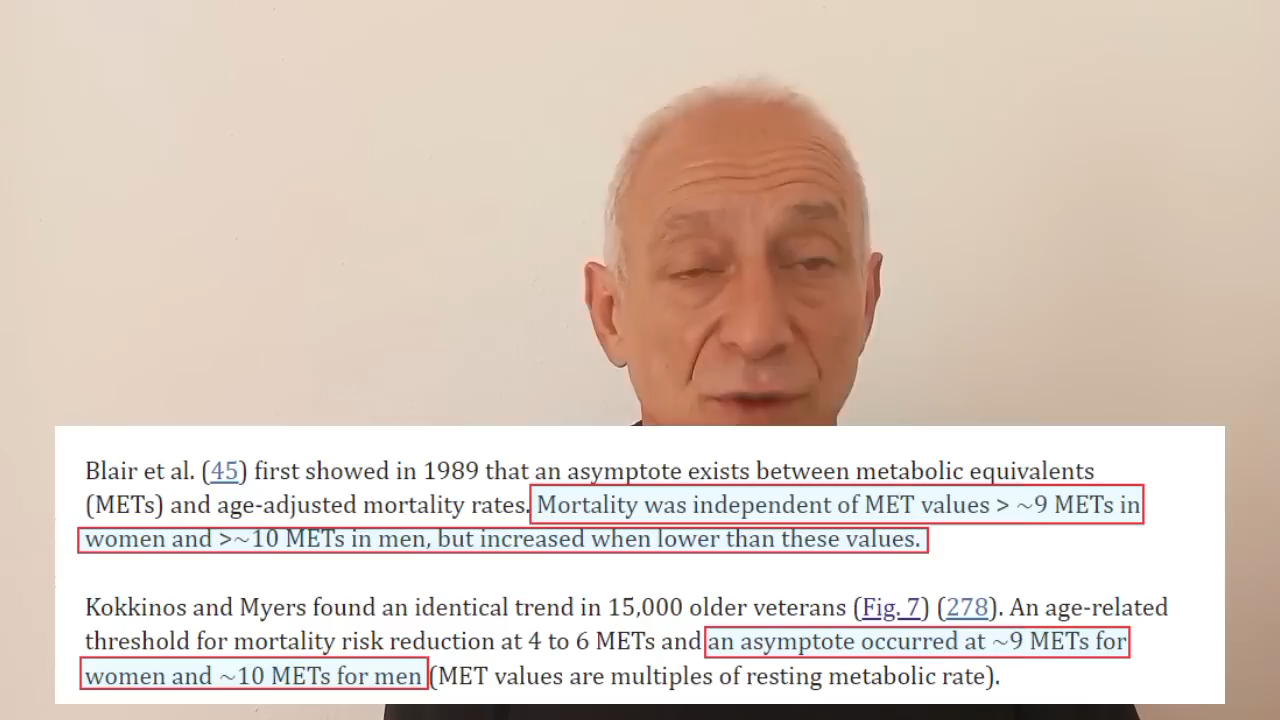 Blair et al. (45) first showed in 1989 that an asymptote exists between metabolic equivalents
(METs) and age-adjusted mortality rates. Mortality was independent of MET values > ~9 METs in
women and >~10 METs in men, but increased when lower than these values.
Kokkinos and Myers found an identical trend in 15,000 older veterans (Fig. 7) (278). An age-related
threshold for mortality risk reduction at 4 to 6 METs and an asymptote occurred at ~9 METs for
women and ~10 METs for men (MET values are multiples of resting metabolic rate).